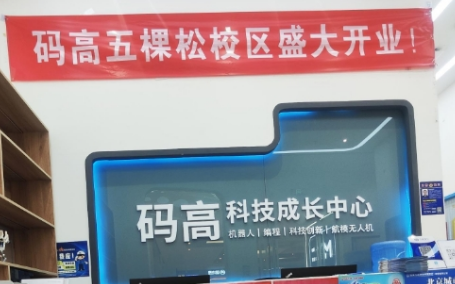 码高五棵松校区盛大开业！
码高 科技成长中心
机器人 | 编程 | 科技创新 | 航模无人机